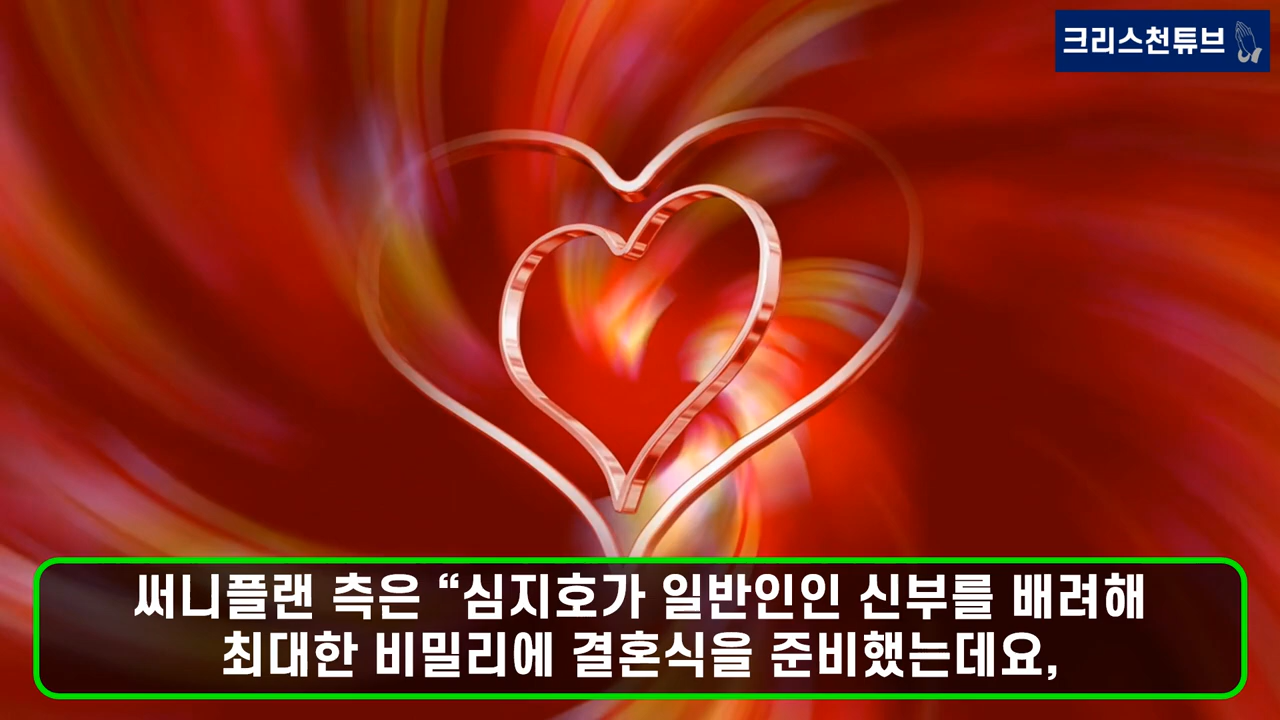 크리스천튜브
써니플랜 측은 “심지호가 일반인인 신부를 배려해
최대한 비밀리에 결혼식을 준비했는데요,